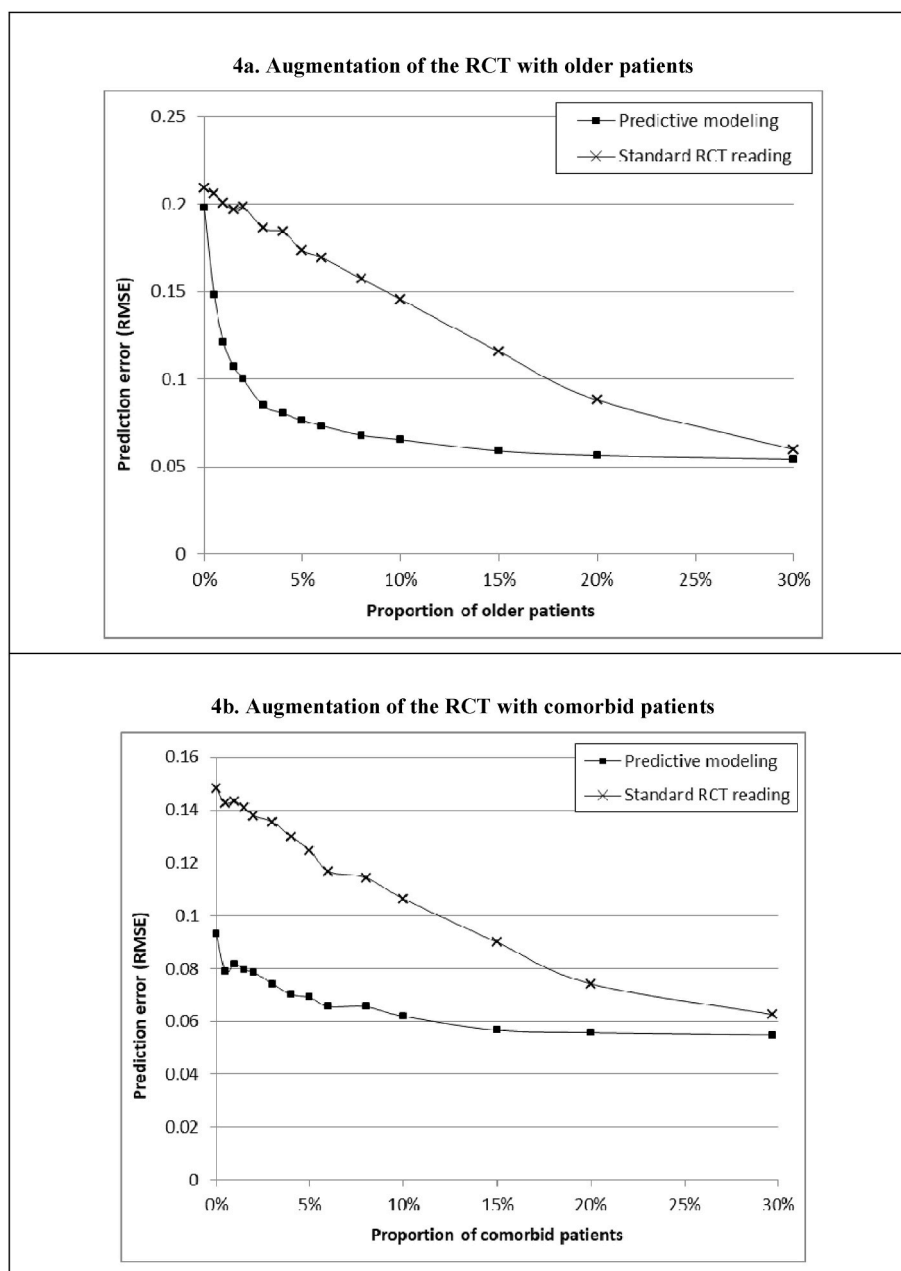 4a. Augmentation of the RCT with older patients
Predictive modeling
Standard RCT reading
0.25
0.2
0.15
0.1
0.05
0
Prediction error (RMSE)
0% 5% 10% 15% 20% 25% 30%
Proportion of older patients
4b. Augmentation of the RCT with comorbid patients
Predictive modeling
Standard RCT reading
0.16
0.14
0.12
0.1
0.08
0.06
0.04
0.02
0
Prediction error (RMSE)
0% 5% 10% 15% 20% 25% 30%
Proportion of comorbid patients